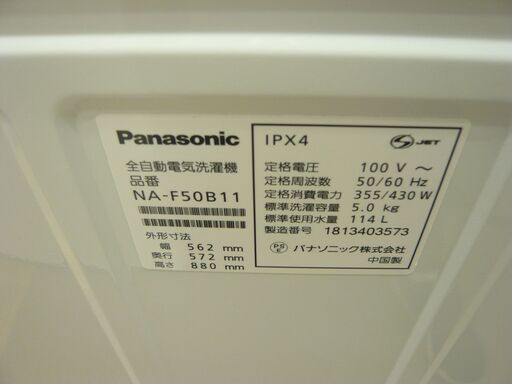 Panasonic
全自動電気洗濯機
品番
NA-F50B11
外形寸法
幅 562 mm
奥行 572 mm
高さ 880 mm
IPX4
S JET
定格電圧 100 V ～
定格周波数 50/60 Hz
定格消費電力 355/430 W
標準洗濯容量 5.0 kg
標準使用水量 114 L
製造番号 1813403573
PS E パナソニック株式会社
中国製